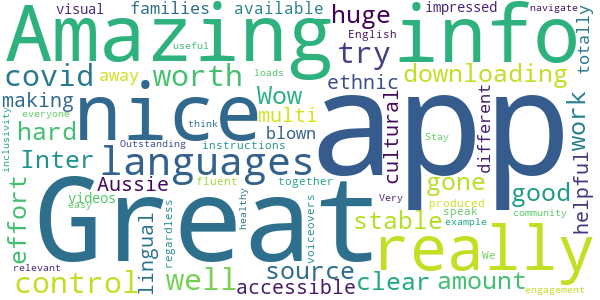 visual families available impressed navigate
Amazing info
huge
useful English try totally
covid away worth ethnic downloading
loads
making nice Wow multi app cultural different work
everyone hard think blown
inclusivity Outstanding instructions
Inter languages
Aussie fluent together gone good helpful
healthy Stay
effort videos Great Very produced
easy lingual regardless voiceovers stable speak community
We example
relevant well source really
control accessible clear amount
engagement